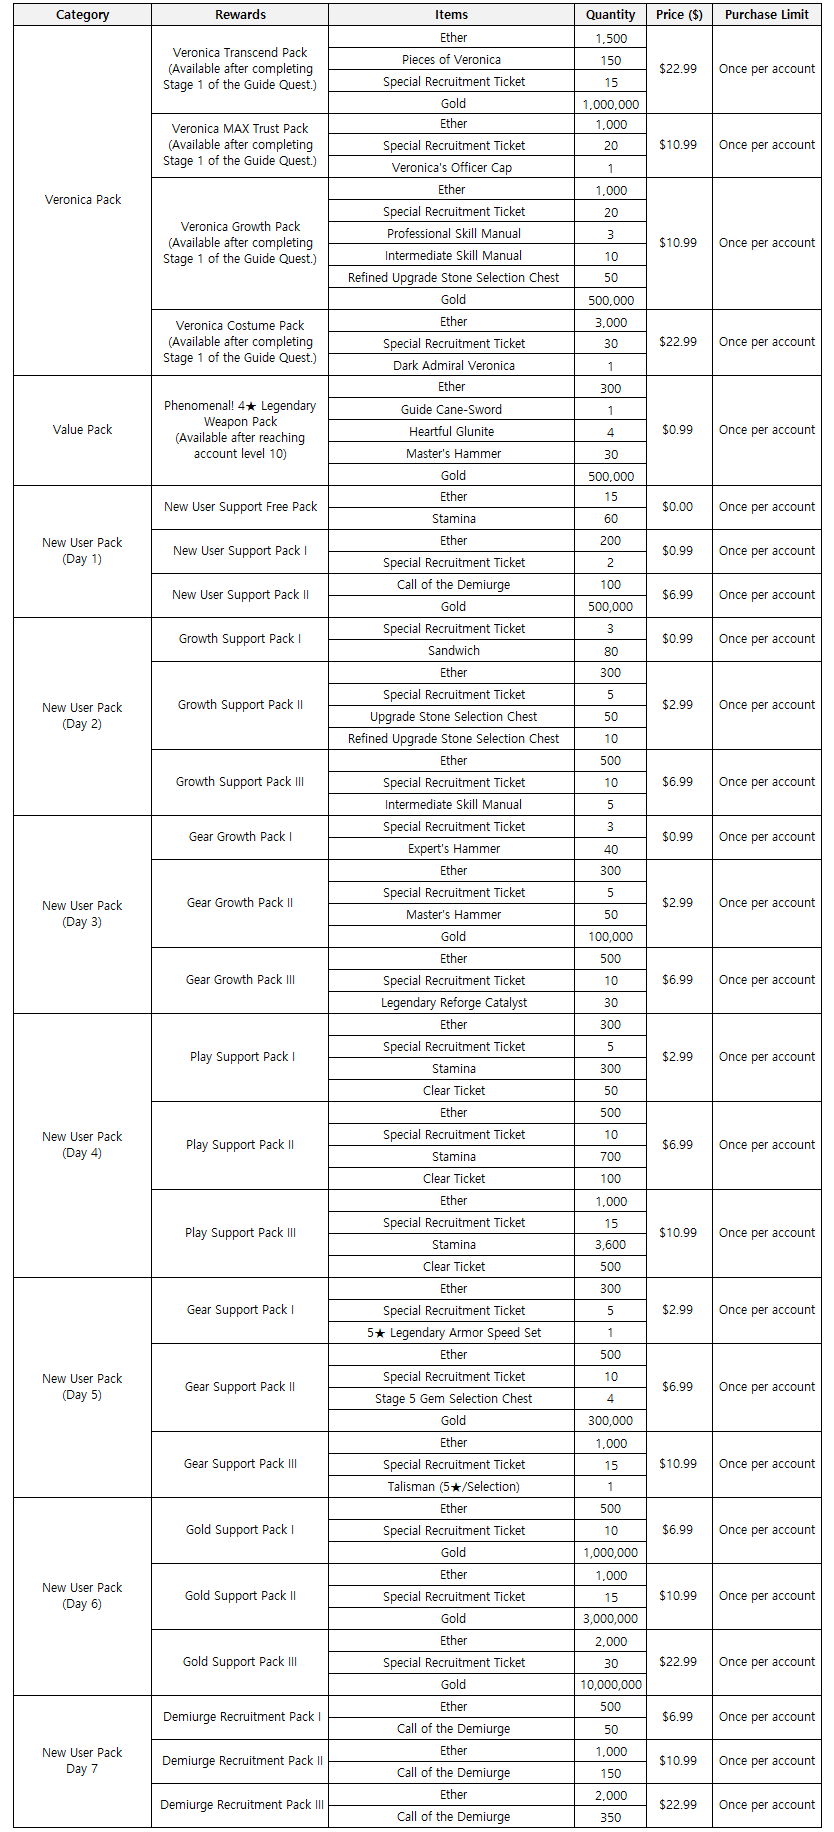 Category Rewards Items Quantity Price ($) Purchase Limit
Veronica Pack
Veronica Transcend Pack
(Available after completing
Stage 1 of the Guide Quest.)
Ether 1,500
Pieces of Veronica 150
Special Recruitment Ticket 15
Gold 1,000,000
$22.99 Once per account
Veronica MAX Trust Pack
(Available after completing
Stage 1 of the Guide Quest.)
Ether 1,000
Special Recruitment Ticket 20
Veronica's Officer Cap 1
$10.99 Once per account
Veronica Growth Pack
(Available after completing
Stage 1 of the Guide Quest.)
Ether 1,000
Special Recruitment Ticket 20
Professional Skill Manual 3
Intermediate Skill Manual 10
Refined Upgrade Stone Selection Chest 50
Gold 500,000
$10.99 Once per account
Veronica Costume Pack
(Available after completing
Stage 1 of the Guide Quest.)
Ether 3,000
Special Recruitment Ticket 30
Dark Admiral Veronica 1
$22.99 Once per account
Value Pack
Phenomenal! 4★ Legendary
Weapon Pack
(Available after reaching
account level 10)
Ether 300
Guide Cane-Sword 1
Heartful Glunite 4
Master's Hammer 30
Gold 500,000
$0.99 Once per account
New User Pack
(Day 1)
New User Support Free Pack
Ether 15
Stamina 60
$0.00 Once per account
New User Support Pack I
Ether 200
Special Recruitment Ticket 2
$0.99 Once per account
New User Support Pack II
Call of the Demiurge 100
Gold 500,000
$6.99 Once per account
New User Pack
(Day 2)
Growth Support Pack I
Special Recruitment Ticket 3
Sandwich 80
$0.99 Once per account
Growth Support Pack II
Ether 300
Special Recruitment Ticket 5
Upgrade Stone Selection Chest 50
Refined Upgrade Stone Selection Chest 10
$2.99 Once per account
Growth Support Pack III
Ether 500
Special Recruitment Ticket 10
Intermediate Skill Manual 5
$6.99 Once per account
New User Pack
(Day 3)
Gear Growth Pack I
Special Recruitment Ticket 3
Expert's Hammer 40
$0.99 Once per account
Gear Growth Pack II
Ether 300
Special Recruitment Ticket 5
Master's Hammer 50
Gold 100,000
$2.99 Once per account
Gear Growth Pack III
Ether 500
Special Recruitment Ticket 10
Legendary Reforge Catalyst 30
$6.99 Once per account
New User Pack
(Day 4)
Play Support Pack I
Ether 300
Special Recruitment Ticket 5
Stamina 300
Clear Ticket 50
$2.99 Once per account
Play Support Pack II
Ether 500
Special Recruitment Ticket 10
Stamina 700
Clear Ticket 100
$6.99 Once per account
Play Support Pack III
Ether 1,000
Special Recruitment Ticket 15
Stamina 3,600
Clear Ticket 500
$10.99 Once per account
New User Pack
(Day 5)
Gear Support Pack I
Ether 300
Special Recruitment Ticket 5
5★ Legendary Armor Speed Set 1
$2.99 Once per account
Gear Support Pack II
Ether 500
Special Recruitment Ticket 10
Stage 5 Gem Selection Chest 4
Gold 300,000
$6.99 Once per account
Gear Support Pack III
Ether 1,000
Special Recruitment Ticket 15
Talisman (5★/Selection) 1
$10.99 Once per account
New User Pack
(Day 6)
Gold Support Pack I
Ether 500
Special Recruitment Ticket 10
Gold 1,000,000
$6.99 Once per account
Gold Support Pack II
Ether 1,000
Special Recruitment Ticket 15
Gold 3,000,000
$10.99 Once per account
Gold Support Pack III
Ether 2,000
Special Recruitment Ticket 30
Gold 10,000,000
$22.99 Once per account
New User Pack
Day 7
Demiurge Recruitment Pack I
Ether 500
Call of the Demiurge 50
$6.99 Once per account
Demiurge Recruitment Pack II
Ether 1,000
Call of the Demiurge 150
$10.99 Once per account
Demiurge Recruitment Pack III
Ether 2,000
Call of the Demiurge 350
$22.99 Once per account